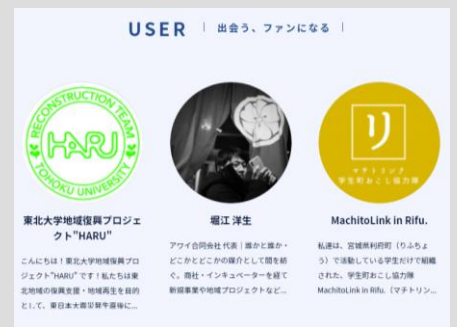 USER | 出会う、ファンになる |
RECONSTRUCTION TEAM
HARU
TOHOKU UNIVERSITY
り
マチトリンク
学生町おこし協力隊
東北大学地域復興プロジェ
クト"HARU"
こんにちは！東北大学地域復興プロ
ジェクト"HARU" です！私たちは東
北地域の復興支援・地域再生を目的
として、東日本大震災発生直後に...
堀江 洋生
アワイ合同会社 代表｜誰かと誰か・
どこかとどこかの媒介として間を紡
ぐ。商社・インキュベーターを経て
新規事業や地域プロジェクトなど...
MachitoLink in Rifu.
私達は、宮城県利府町（りふちょ
う）で活動している学生だけで組織
された、学生町おこし協力隊
MachitoLink in Rifu.（マチトリン...